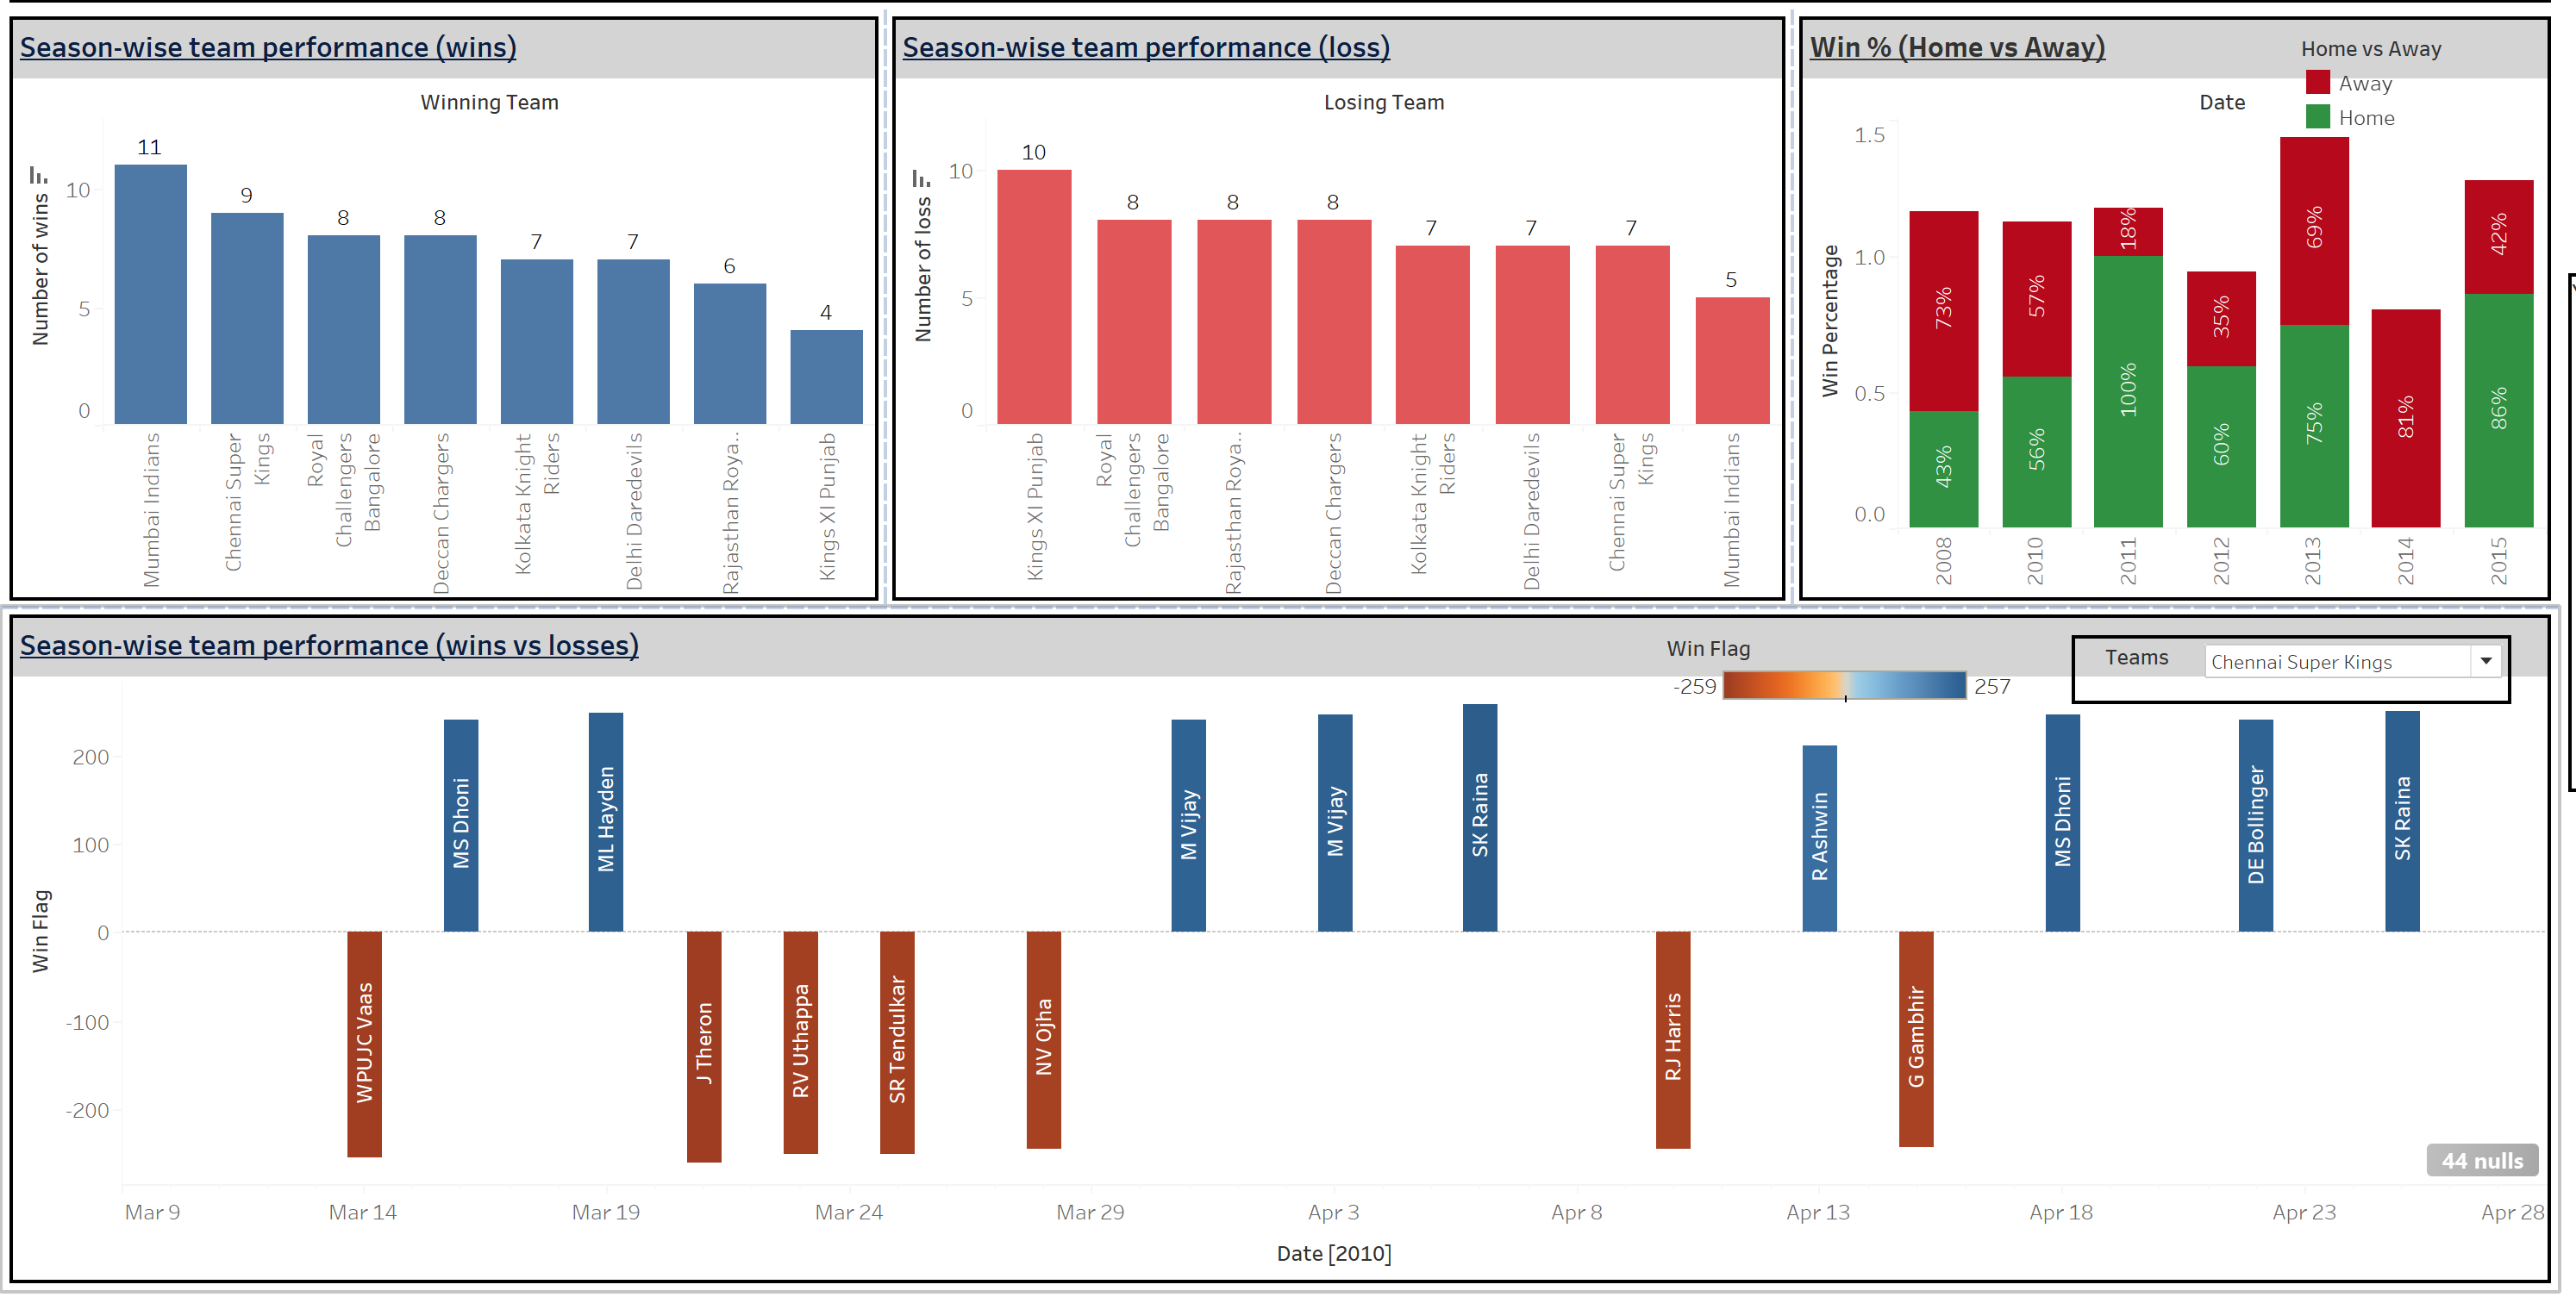 Season-wise team performance (wins)
Winning Team
Number of wins
10
5
0
11
9
8
8
7
7
6
4
Mumbai Indians
Chennai Super
Kings
Royal
Challengers
Bangalore
Deccan Chargers
Kolkata Knight
Riders
Delhi Daredevils
Rajasthan Roya..
Kings XI Punjab
Season-wise team performance (loss)
Losing Team
Number of loss
10
5
0
10
8
8
8
7
7
7
5
Kings XI Punjab
Royal
Challengers
Bangalore
Rajasthan Roya..
Deccan Chargers
Kolkata Knight
Riders
Delhi Daredevils
Chennai Super
Kings
Mumbai Indians
Win % (Home vs Away)
Home vs Away
Away
Home
Date
Win Percentage
1.5
1.0
0.5
0.0
73%
43%
57%
56%
18%
100%
35%
60%
69%
75%
81%
42%
86%
2008
2010
2011
2012
2013
2014
2015
Season-wise team performance (wins vs losses)
Win Flag
-259
257
Teams
Chennai Super Kings
Win Flag
200
100
0
-100
-200
WPUJC Vaas
MS Dhoni
ML Hayden
J Theron
RV Uthappa
SR Tendulkar
NV Ojha
M Vijay
M Vijay
SK Raina
RJ Harris
R Ashwin
G Gambhir
MS Dhoni
DE Bollinger
SK Raina
44 nulls
Mar 9
Mar 14
Mar 19
Mar 24
Mar 29
Apr 3
Apr 8
Apr 13
Apr 18
Apr 23
Apr 28
Date [2010]